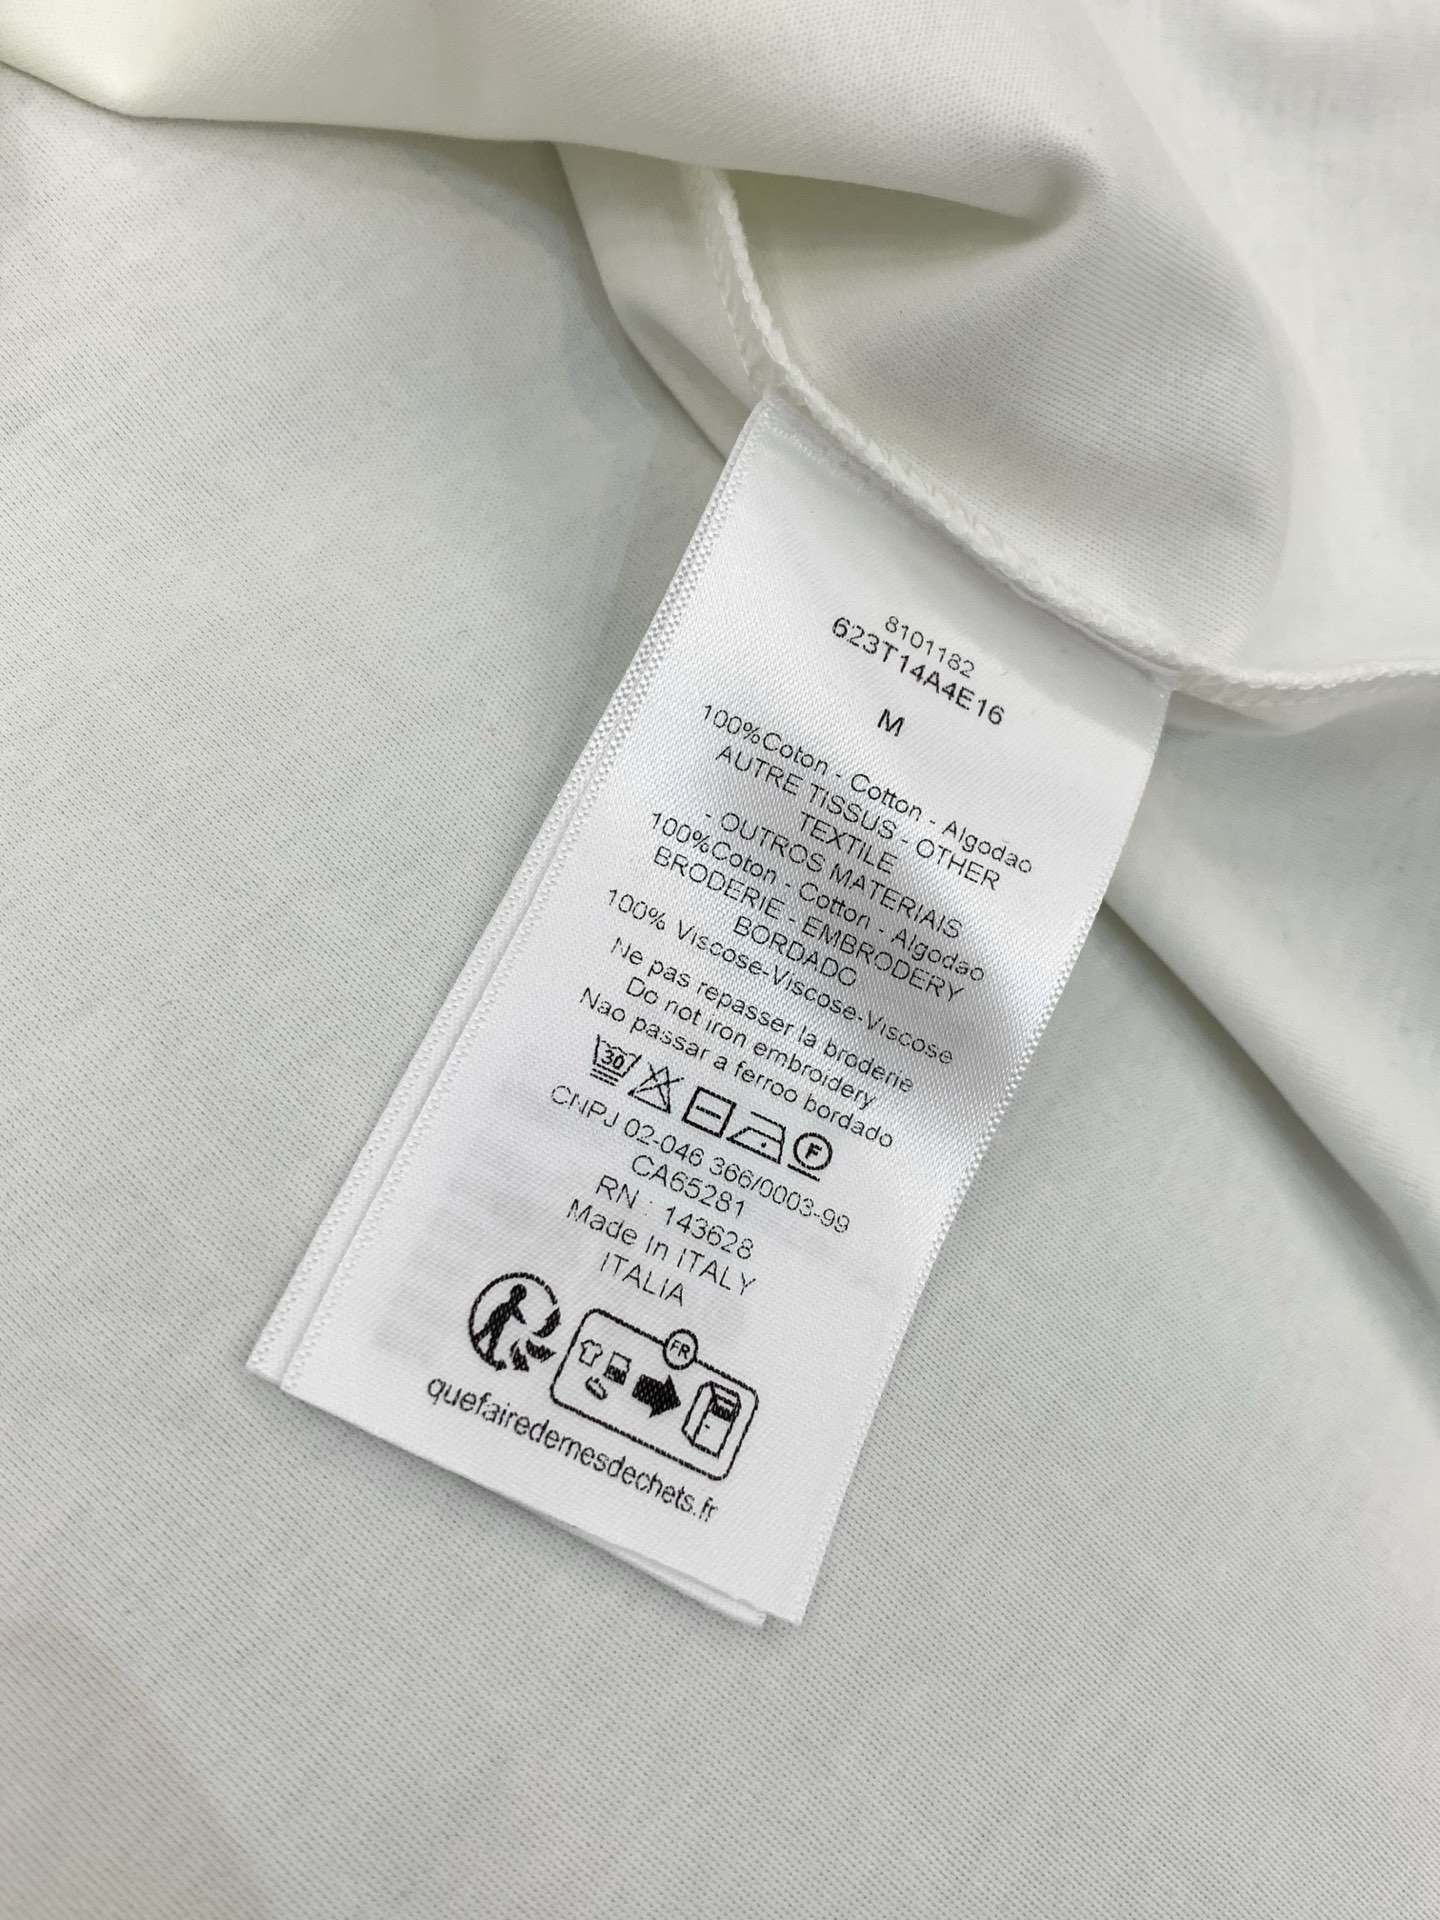 8101182
623T14A4E16
M
100%Coton - Cotton - Algodao
AUTRE TISSUS - OTHER
TEXTILE
- OUTROS MATERIAIS
100%Coton - Cotton - Algodao
BRODERIE - EMBRODERY
BORDADO
100% Viscose-Viscose-Viscose
Ne pas repasser la broderie
Do not iron embroidery
Nao passar a ferroo bordado
30
F
CNPJ 02-046 366/0003-99
CA65281
RN : 143628
Made In ITALY
ITALIA
FR
quefairedemesdechets.fr